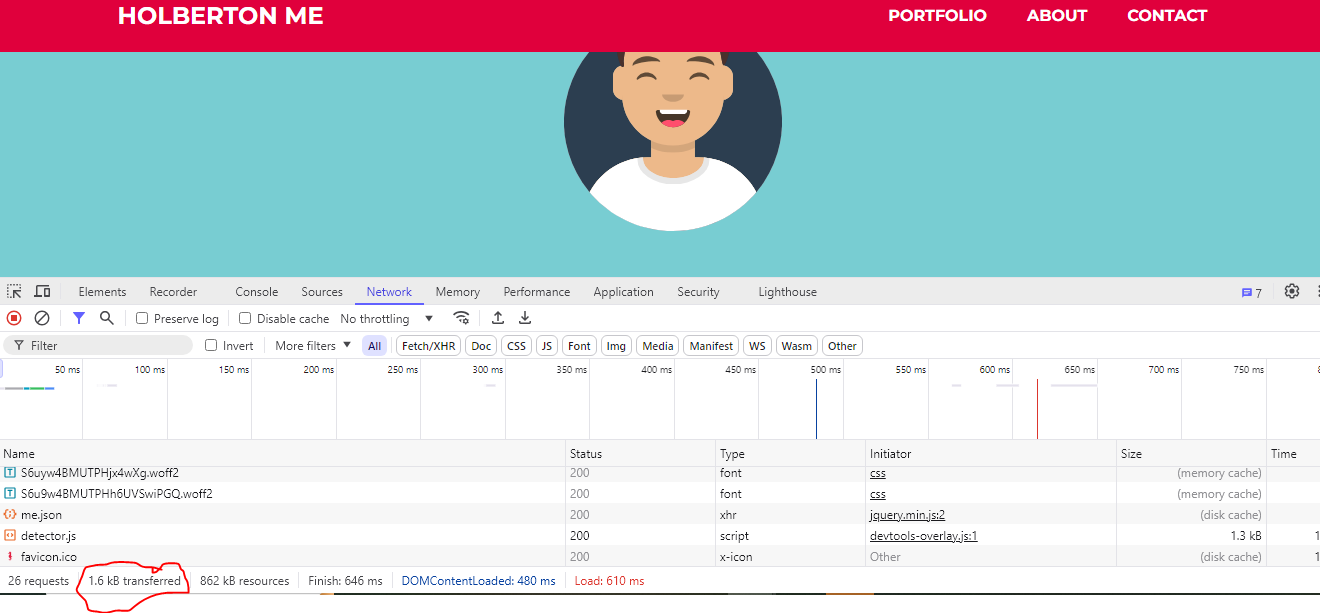 HOLBERTON ME PORTFOLIO ABOUT CONTACT
Elements Recorder Console Sources Network Memory Performance Application Security Lighthouse 7
Preserve log Disable cache No throttling
Filter Invert More filters All Fetch/XHR Doc CSS JS Font Img Media Manifest WS Wasm Other
50 ms 100 ms 150 ms 200 ms 250 ms 300 ms 350 ms 400 ms 450 ms 500 ms 550 ms 600 ms 650 ms 700 ms 750 ms
Name Status Type Initiator Size Time
S6uyw4BMUTPHjx4wXg.woff2 200 font css (memory cache)
S6u9w4BMUTPHh6UVSwiPGQ.woff2 200 font css (memory cache)
me.json 200 xhr jquery.min.js:2 (disk cache)
detector.js 200 script devtools-overlay.js:1 1.3 kB
favicon.ico 200 x-icon Other (disk cache)
26 requests 1.6 kB transferred 862 kB resources Finish: 646 ms DOMContentLoaded: 480 ms Load: 610 ms